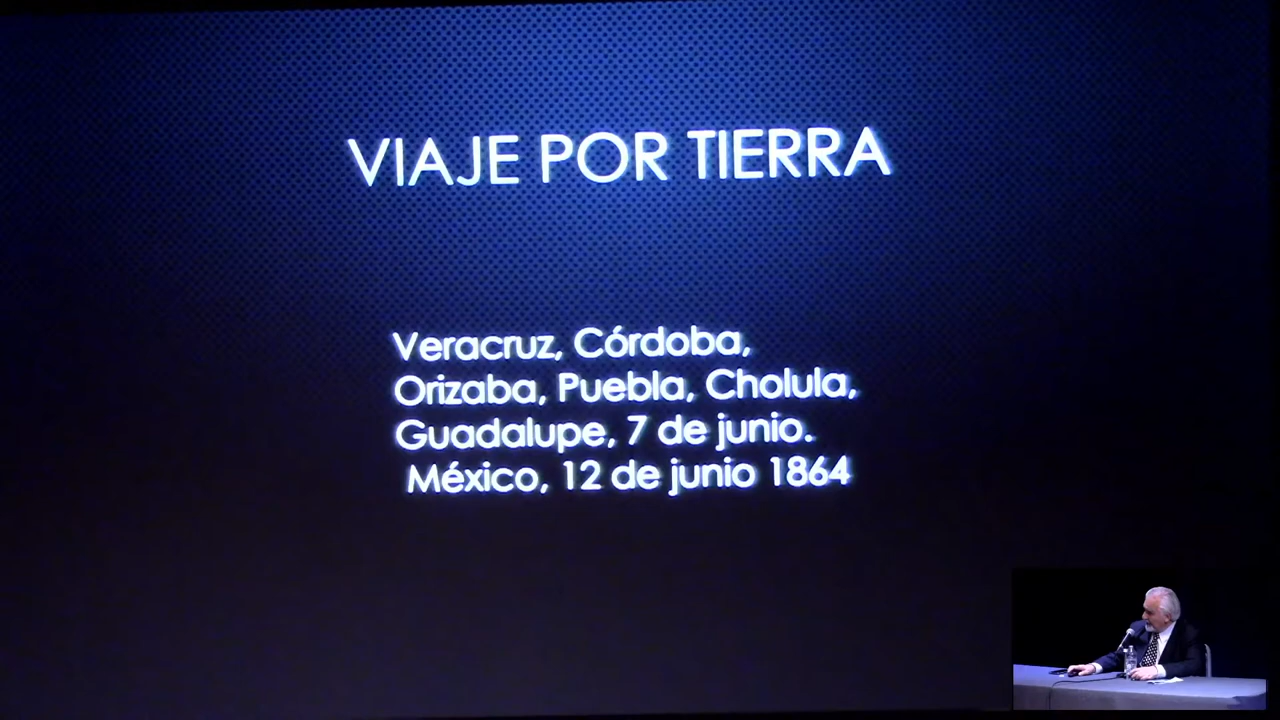 VIAJE POR TIERRA
Veracruz, Córdoba,
Orizaba, Puebla, Cholula,
Guadalupe, 7 de junio.
México, 12 de junio 1864